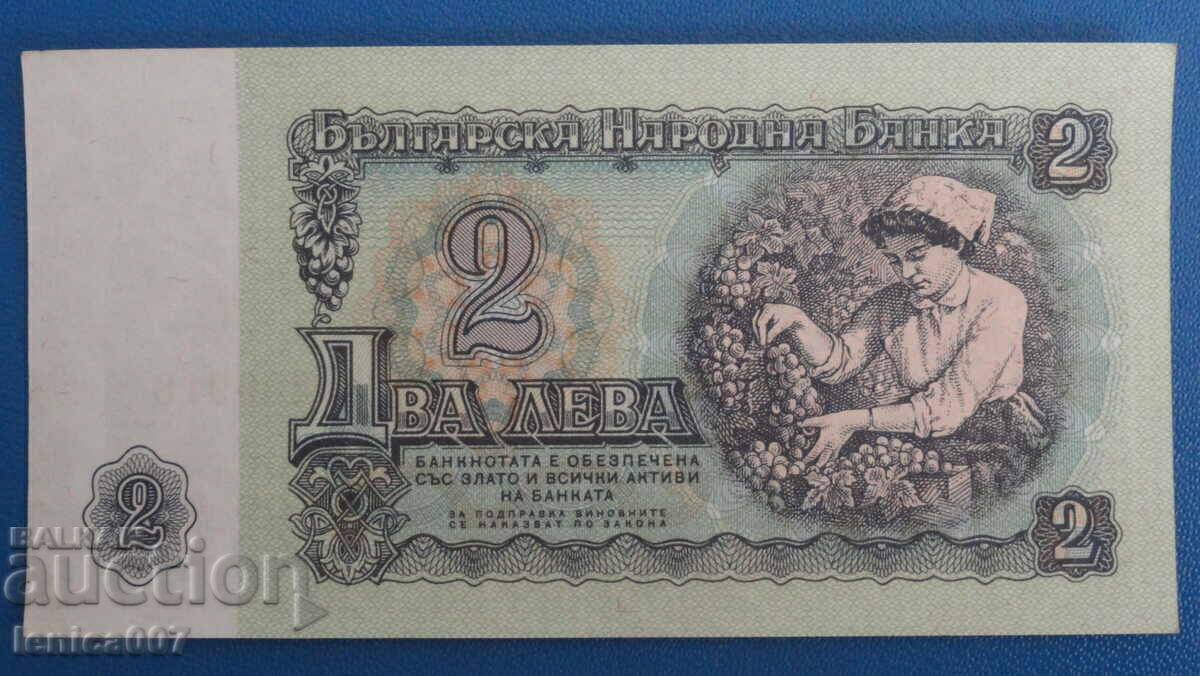 Българска Народна Банка
2
2
Два лева
БАНКНОТАТА Е ОБЕЗПЕЧЕНА
СЪС ЗЛАТО И ВСИЧКИ АКТИВИ
НА БАНКАТА
ЗА ПОДПРАВКА ВИНОВНИТЕ
СЕ НАКАЗВАТ ПО ЗАКОНА
2
2
BALKAN
auction
lenica007